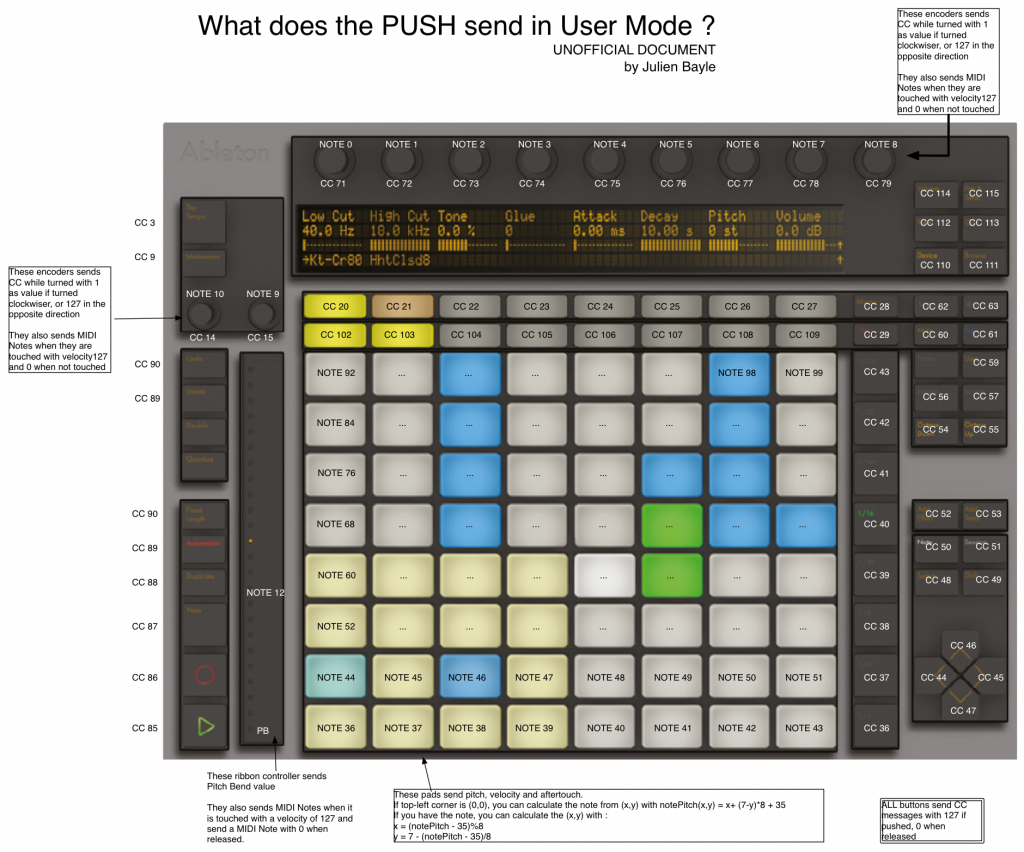 What does the PUSH send in User Mode ?
UNOFFICIAL DOCUMENT
by Julien Bayle
These encoders sends
CC while turned with 1
as value if turned
clockwiser, or 127 in the
opposite direction
They also sends MIDI
Notes when they are
touched with velocity127
and 0 when not touched
Ableton
NOTE 0 NOTE 1 NOTE 2 NOTE 3 NOTE 4 NOTE 5 NOTE 6 NOTE 7 NOTE 8
CC 71 CC 72 CC 73 CC 74 CC 75 CC 76 CC 77 CC 78 CC 79
CC 114 CC 115
CC 112 CC 113
Device Browse
CC 110 CC 111
Low Cut High Cut Tone Glue Attack Decay Pitch Volume
40.0 Hz 18.0 kHz 0.0 % 0 0.00 ms 10.00 s 0 st 0.0 dB
Kt-Cr80 HhtClsd8
CC 3
Tap
Tempo
CC 9
Metronome
These encoders sends
CC while turned with 1
as value if turned
clockwiser, or 127 in the
opposite direction
They also sends MIDI
Notes when they are
touched with velocity127
and 0 when not touched
NOTE 10 NOTE 9
CC 14 CC 15
CC 20 CC 21 CC 22 CC 23 CC 24 CC 25 CC 26 CC 27 CC 28 CC 62 CC 63
CC 102 CC 103 CC 104 CC 105 CC 106 CC 107 CC 108 CC 109 CC 29 CC 60 CC 61
CC 90
Undo
CC 89
Delete
Double
Quantize
NOTE 92 ... ... ... ... ... NOTE 98 NOTE 99 CC 43 CC 59
CC 56 CC 57
NOTE 84 ... ... ... ... ... ... ... CC 42 CC 54 CC 55
NOTE 76 ... ... ... ... ... ... ... CC 41
CC 90
Fixed
Length
NOTE 68 ... ... ... ... ... ... ... 1/16 CC 40 CC 52 CC 53
CC 89
Automation
Note
CC 50 CC 51
CC 88
Duplicate
NOTE 60 ... ... ... ... ... ... ... CC 39 CC 48 CC 49
NOTE 12
CC 87
New
NOTE 52 ... ... ... ... ... ... ... CC 38
CC 46
CC 86
NOTE 44 NOTE 45 NOTE 46 NOTE 47 NOTE 48 NOTE 49 NOTE 50 NOTE 51 CC 37 CC 44 CC 45
CC 47
CC 85
PB
NOTE 36 NOTE 37 NOTE 38 NOTE 39 NOTE 40 NOTE 41 NOTE 42 NOTE 43 CC 36
These ribbon controller sends
Pitch Bend value
They also sends MIDI Notes when it
is touched with a velocity of 127 and
send a MIDI Note with 0 when
released.
These pads send pitch, velocity and aftertouch.
If top-left corner is (0,0), you can calculate the note from (x,y) with notePitch(x,y) = x+ (7-y)*8 + 35
If you have the note, you can calculate the (x,y) with :
x = (notePitch - 35)%8
y = 7 - (notePitch - 35)/8
ALL buttons send CC
messages with 127 if
pushed, 0 when
released